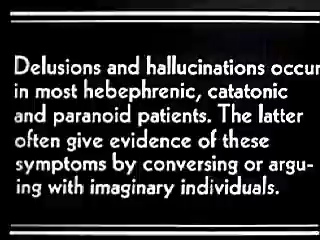 Delusions and hallucinations occur
in most hebephrenic, catatonic
and paranoid patients. The latter
often give evidence of these
symptoms by conversing or argu-
ing with imaginary individuals.